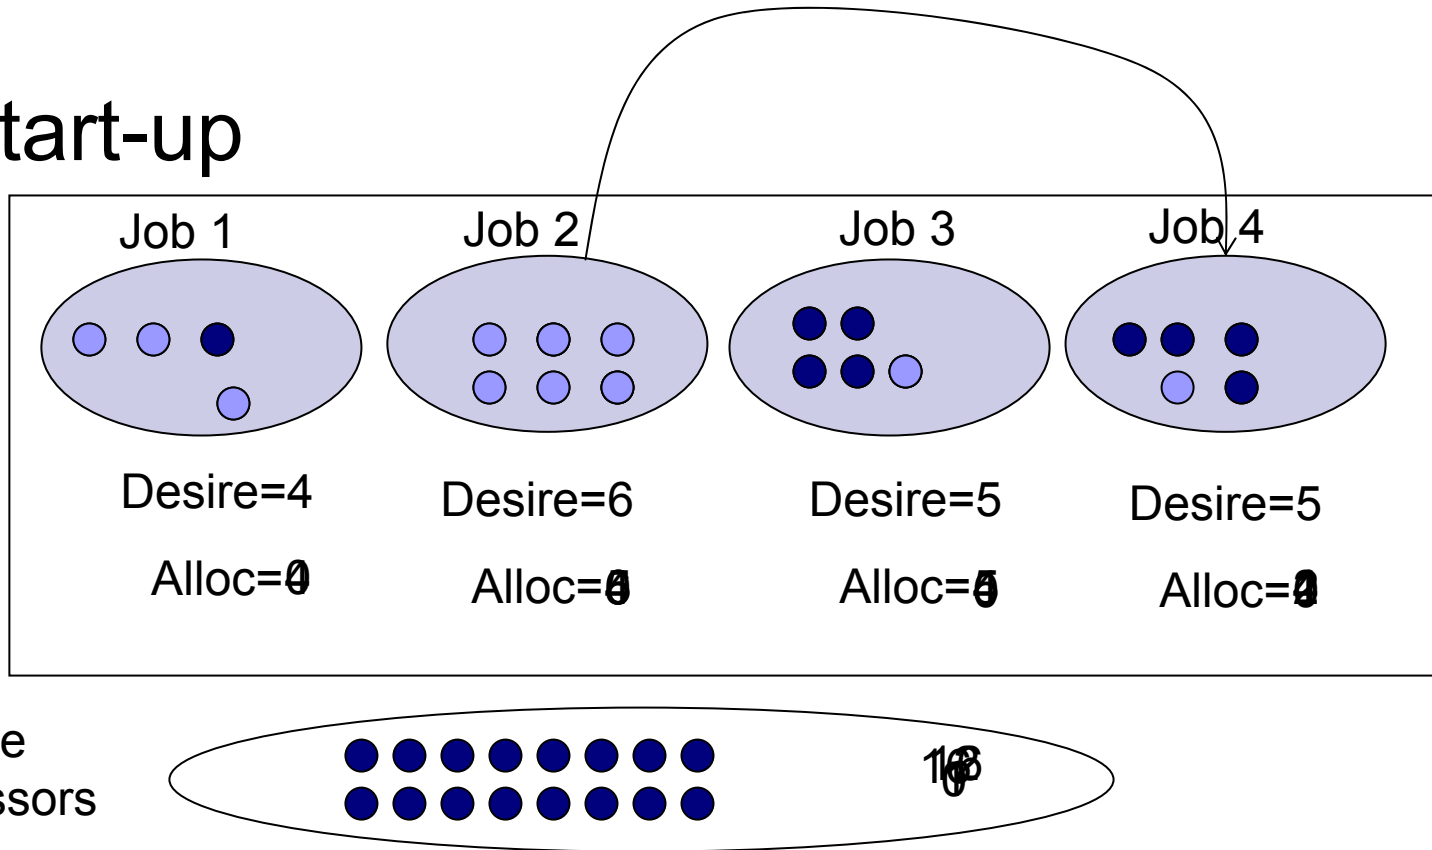 tart-up
Job 1 Job 2 Job 3 Job 4
Desire=4 Desire=6 Desire=5 Desire=5
Alloc= Alloc= Alloc= Alloc=
e
ssors